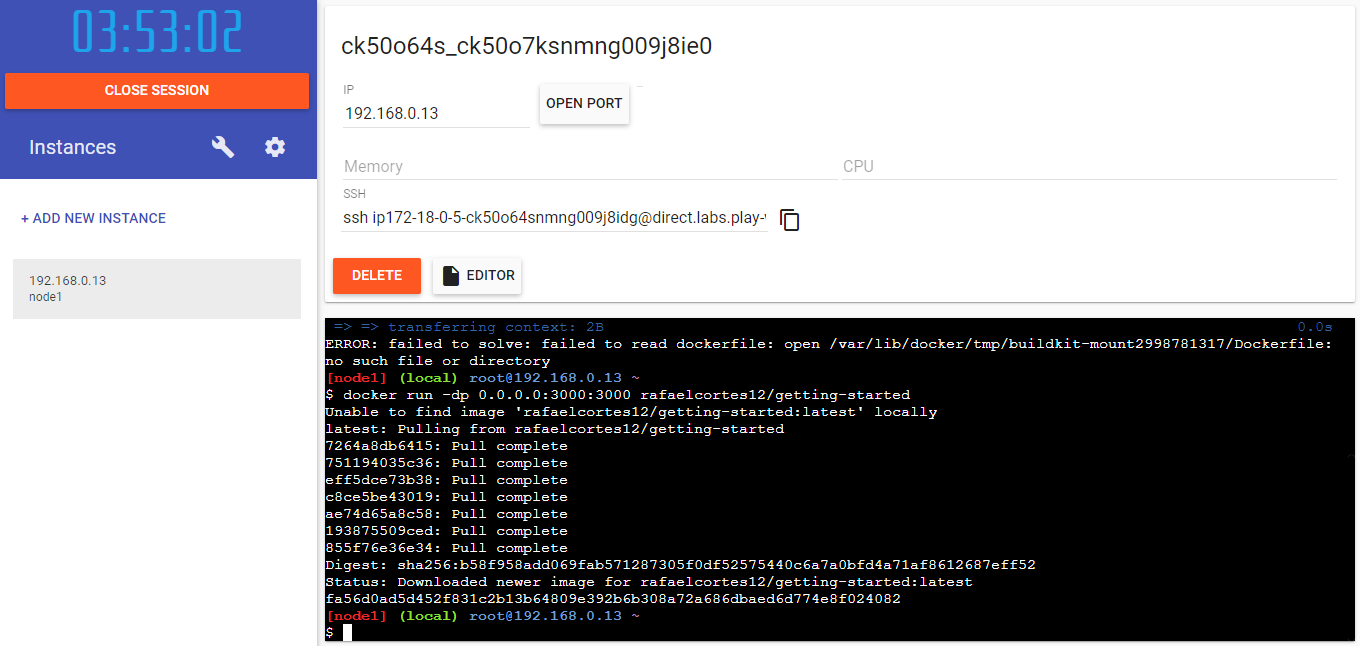 03:53:02
CLOSE SESSION
Instances
+ ADD NEW INSTANCE
192.168.0.13
node1
ck50o64s_ck50o7ksnmng009j8ie0
IP
192.168.0.13
OPEN PORT
Memory
CPU
SSH
ssh ip172-18-0-5-ck50o64snmng009j8idg@direct.labs.play-
DELETE
EDITOR
=> => transferring context: 2B 0.0s
ERROR: failed to solve: failed to read dockerfile: open /var/lib/docker/tmp/buildkit-mount2998781317/Dockerfile:
no such file or directory
[node1] (local) root@192.168.0.13 ~
$ docker run -dp 0.0.0.0:3000:3000 rafaelcortes12/getting-started
Unable to find image 'rafaelcortes12/getting-started:latest' locally
latest: Pulling from rafaelcortes12/getting-started
7264a8db6415: Pull complete
751194035c36: Pull complete
eff5dce73b38: Pull complete
c8ce5be43019: Pull complete
ae74d65a8c58: Pull complete
193875509ced: Pull complete
855f76e36e34: Pull complete
Digest: sha256:b58f958add069fab571287305f0df52575440c6a7a0bfd4a71af8612687eff52
Status: Downloaded newer image for rafaelcortes12/getting-started:latest
fa56d0ad5d452f831c2b13b64809e392b6b308a72a686dbaed6d774e8f024082
[node1] (local) root@192.168.0.13 ~
$